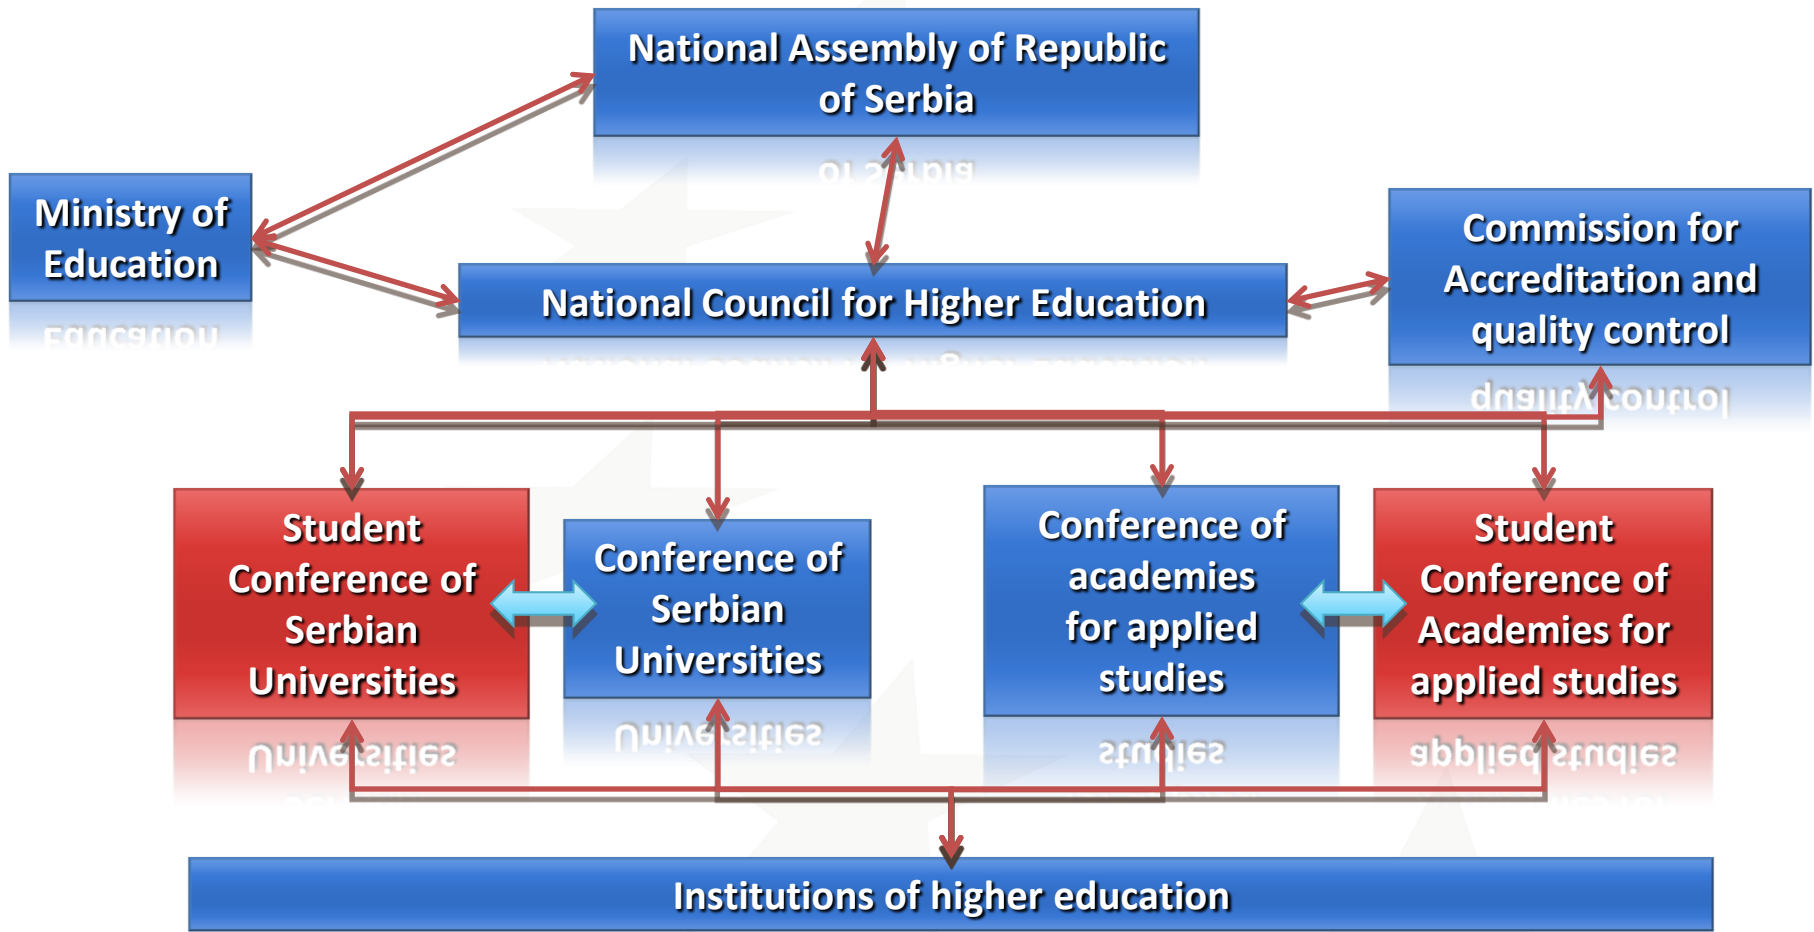 National Assembly of Republic
of Serbia
Ministry of
Education
Commission for
Accreditation and
quality control
National Council for Higher Education
Student
Conference of
Serbian
Universities
Conference of
Serbian
Universities
Conference of
academies
for applied
studies
Student
Conference of
Academies for
applied studies
Institutions of higher education